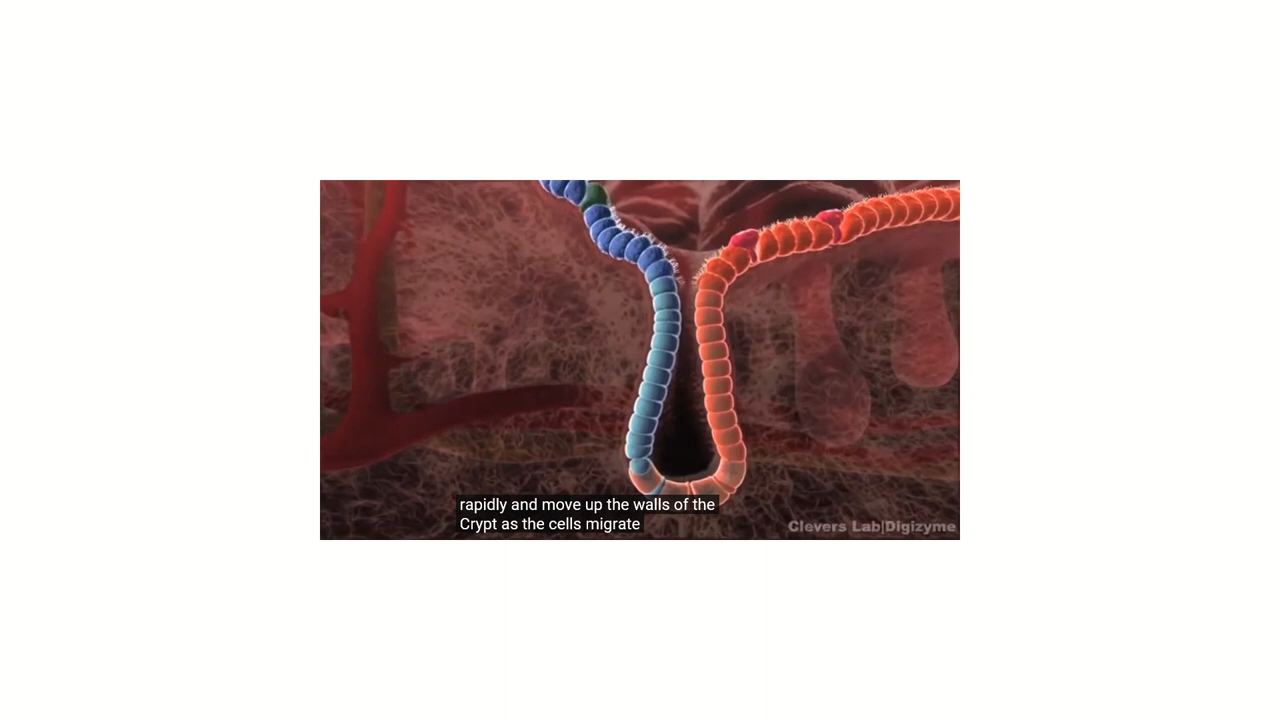 rapidly and move up the walls of the
Crypt as the cells migrate
Clevers Lab|Digizyme